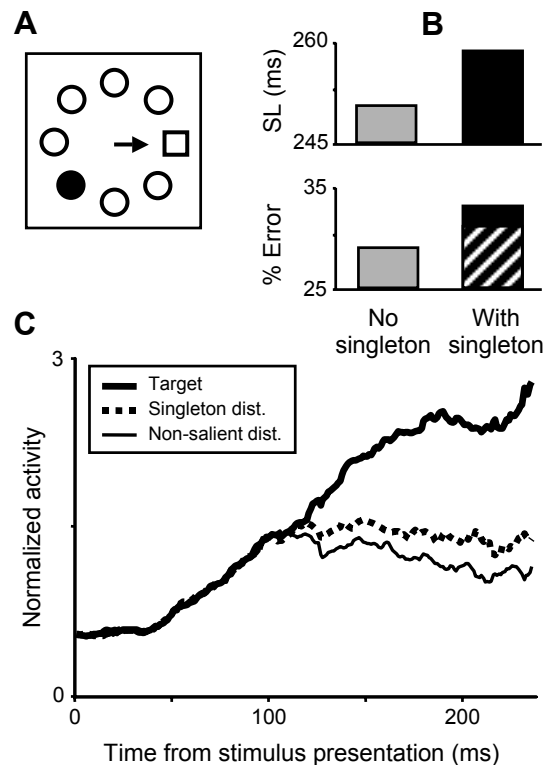 A
B
260
SL (ms)
245
35
% Error
25
No singleton
With singleton
C
3
Target
Singleton dist.
Non-salient dist.
Normalized activity
0
0
100
200
Time from stimulus presentation (ms)